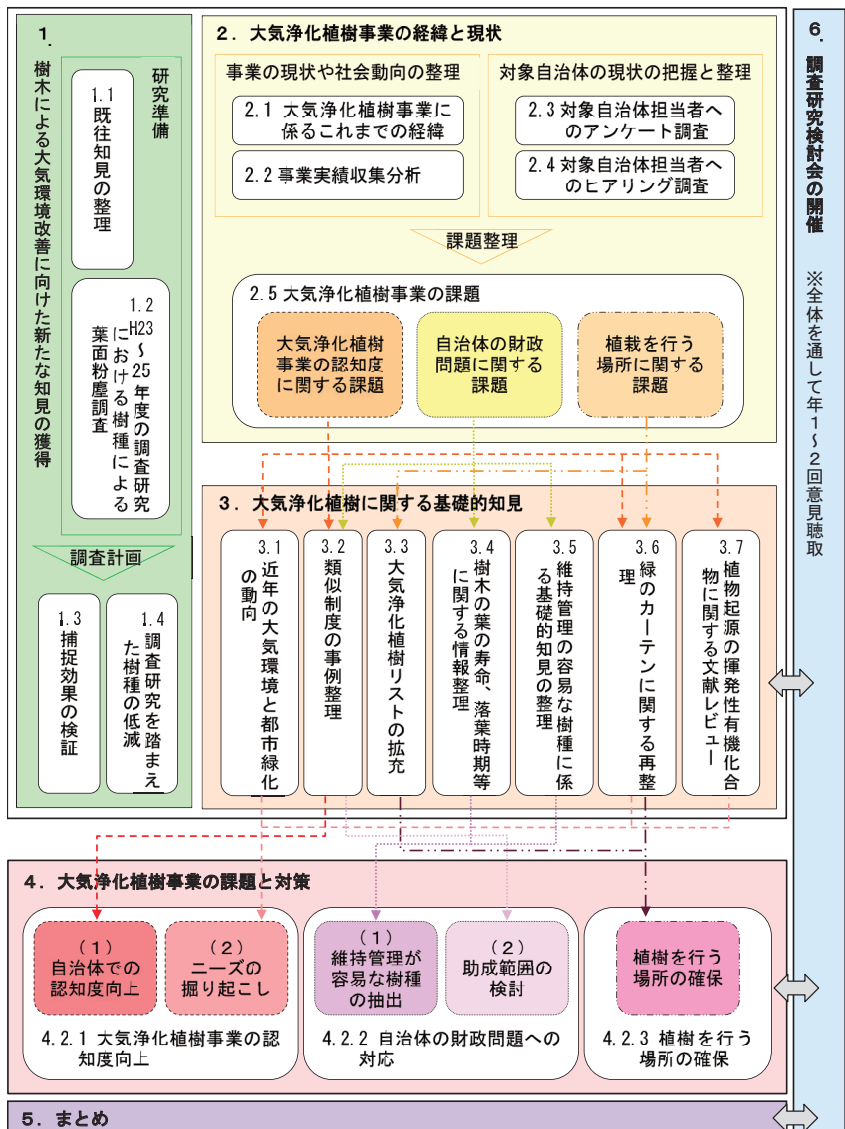 1.
樹木による大気環境改善に向けた新たな知見の獲得
研究準備
1.1
既往知見の整理
1.2
H23～25年度の調査研究
における樹種による
葉面粉塵調査
調査計画
1.3
捕捉効果の検証
1.4
調査研究を踏まえ
た樹種の低減
2．大気浄化植樹事業の経緯と現状
事業の現状や社会動向の整理
2.1 大気浄化植樹事業に
係るこれまでの経緯
2.2 事業実績収集分析
対象自治体の現状の把握と整理
2.3 対象自治体担当者へ
のアンケート調査
2.4 対象自治体担当者へ
のヒアリング調査
課題整理
2.5 大気浄化植樹事業の課題
大気浄化植樹
事業の認知度
に関する課題
自治体の財政
問題に関する
課題
植栽を行う
場所に関する
課題
3．大気浄化植樹に関する基礎的知見
3.1
近年の大気環境と都市緑化
の動向
3.2
類似制度の事例整理
3.3
大気浄化植樹リストの拡充
3.4
樹木の葉の寿命、落葉時期等
に関する情報整理
3.5
維持管理の容易な樹種に係
る基礎的知見の整理
3.6
緑のカーテンに関する再整
理
3.7
植物起源の揮発性有機化合
物に関する文献レビュー
4．大気浄化植樹事業の課題と対策
（1）
自治体での
認知度向上
（2）
ニーズの
掘り起こし
4.2.1 大気浄化植樹事業の認
知度向上
（1）
維持管理が
容易な樹種
の抽出
（2）
助成範囲の
検討
4.2.2 自治体の財政問題への
対応
植樹を行う
場所の確保
4.2.3 植樹を行う
場所の確保
5．まとめ
6.
調査研究検討会の開催
※全体を通して年1～2回意見聴取